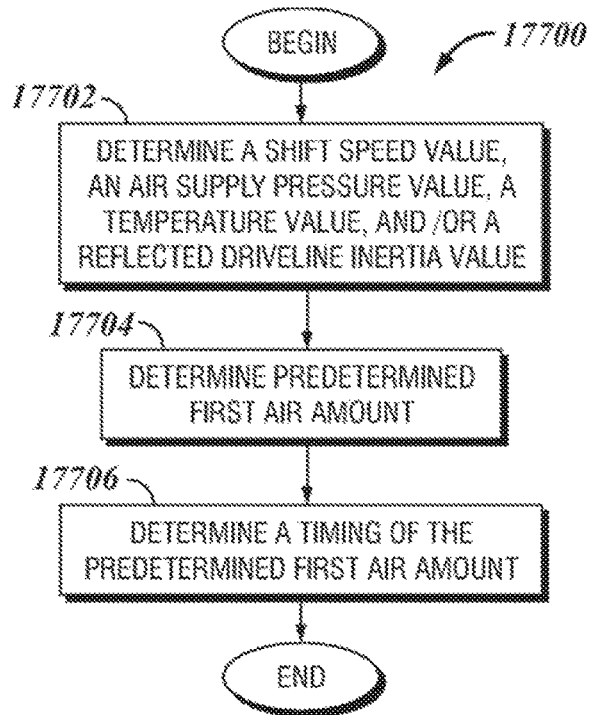 BEGIN
17700
17702
DETERMINE A SHIFT SPEED VALUE,
AN AIR SUPPLY PRESSURE VALUE, A
TEMPERATURE VALUE, AND /OR A
REFLECTED DRIVELINE INERTIA VALUE
17704
DETERMINE PREDETERMINED
FIRST AIR AMOUNT
17706
DETERMINE A TIMING OF THE
PREDETERMINED FIRST AIR AMOUNT
END